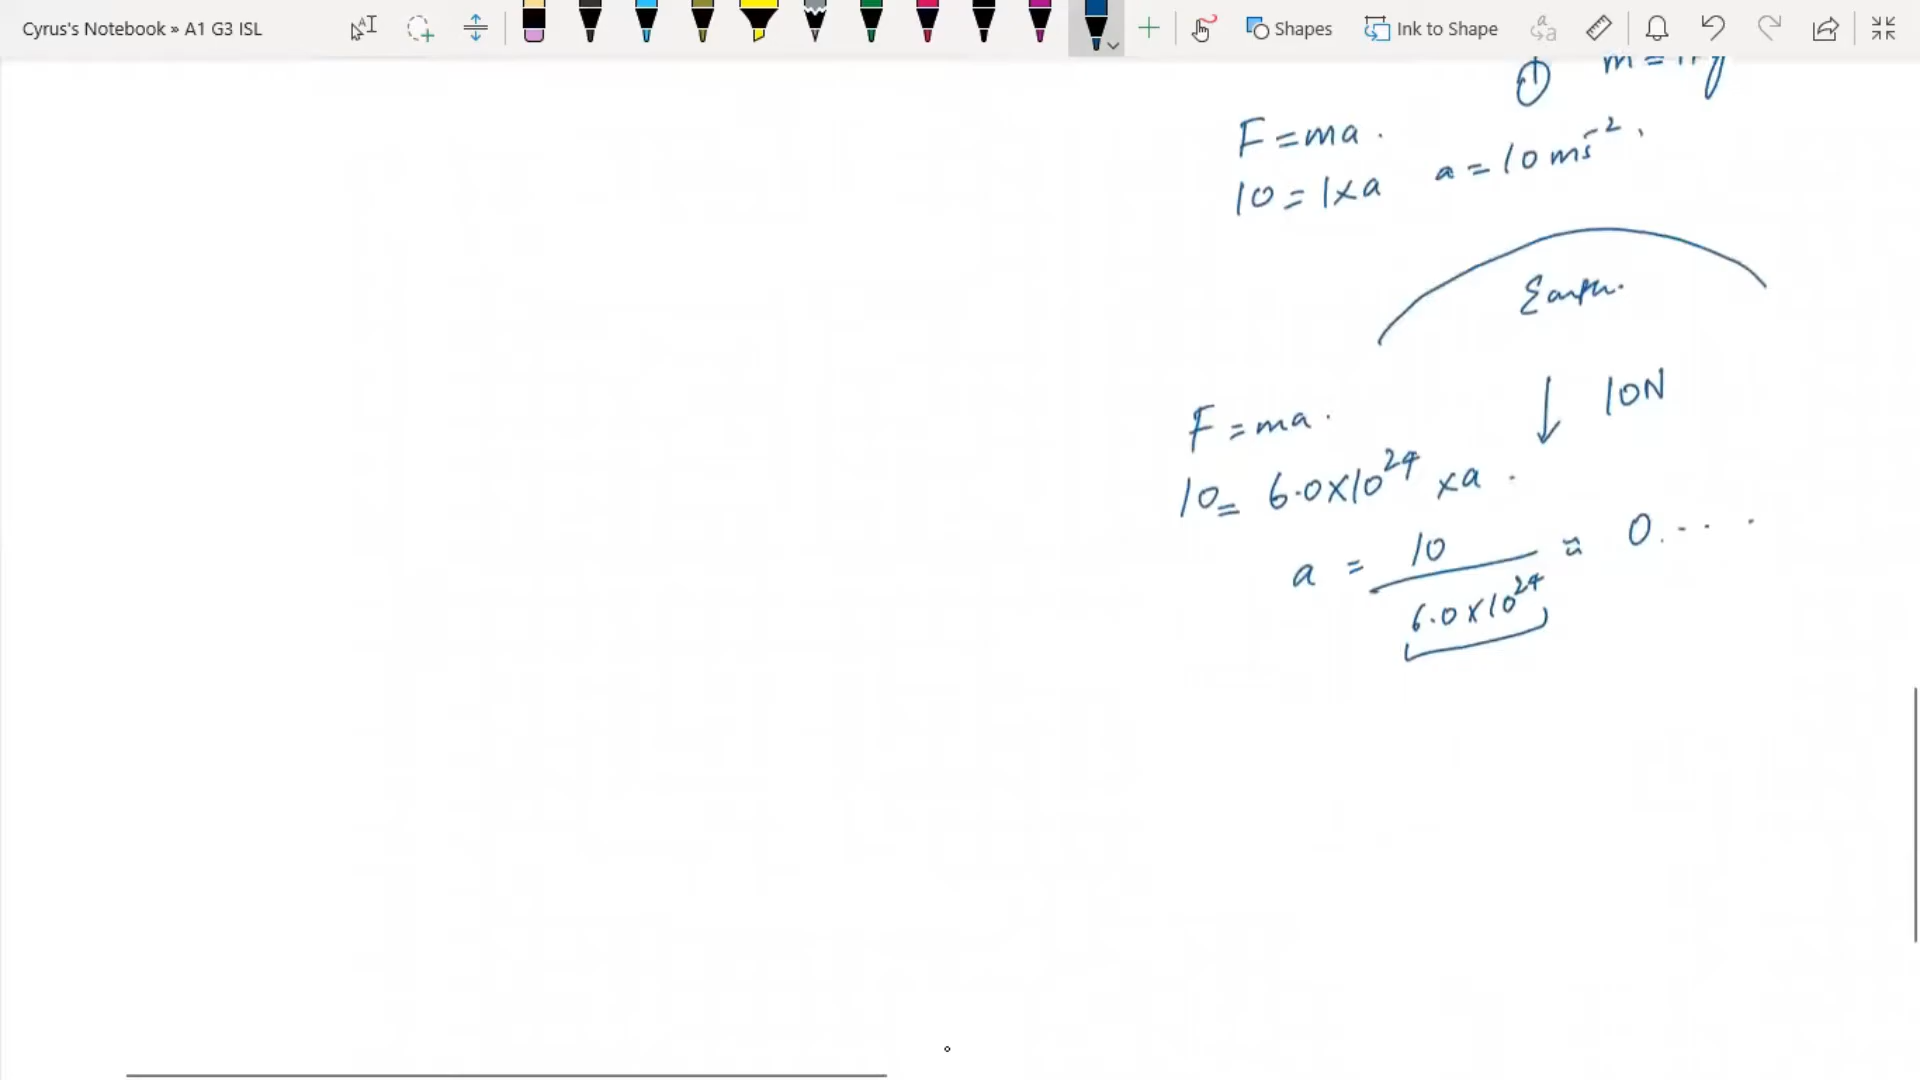 Cyrus's Notebook » A1 G3 ISL
Shapes
Ink to Shape
F = ma.
10 = 1 x a
a = 10 ms⁻².
Earth.
10N
F = ma.
10 = 6.0 x 10²⁴ x a.
a = 10 / 6.0 x 10²⁴ ≈ 0. . . .